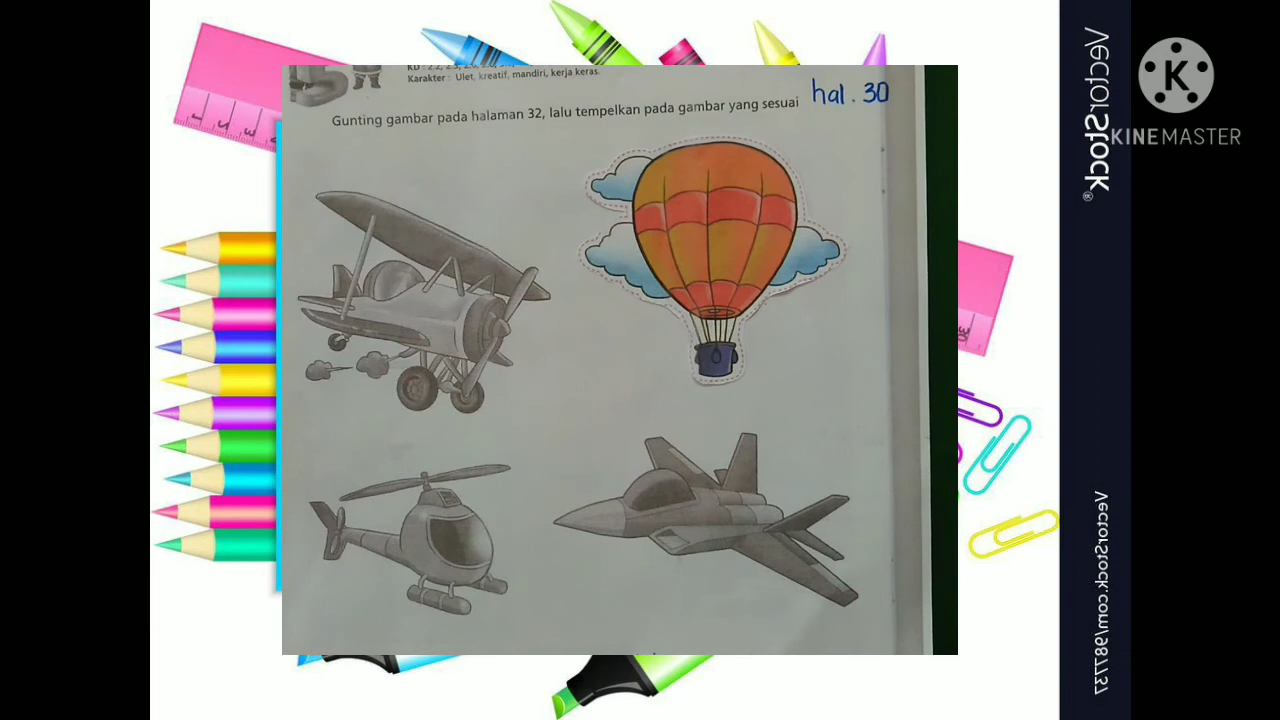 Karakter : Ulet, kreatif, mandiri, kerja keras.
Gunting gambar pada halaman 32, lalu tempelkan pada gambar yang sesuai
hal. 30
K
KINEMASTER
VectorStock®
VectorStock.com/7377867